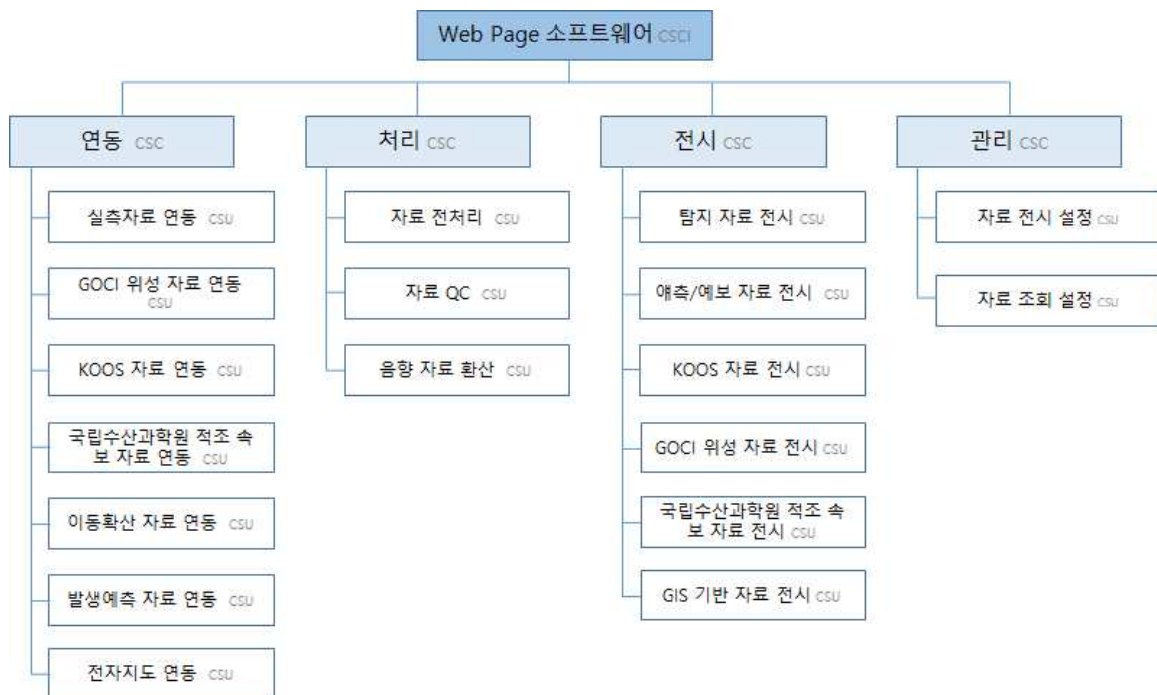 Web Page 소프트웨어 CSCI
연동 CSC
실측자료 연동 CSU
GOCI 위성 자료 연동
CSU
KOOS 자료 연동 CSU
국립수산과학원 적조 속
보 자료 연동 CSU
이동확산 자료 연동 CSU
발생예측 자료 연동 CSU
전자지도 연동 CSU
처리 CSC
자료 전처리 CSU
자료 QC CSU
음향 자료 환산 CSU
전시 CSC
탐지 자료 전시 CSU
얘측/예보 자료 전시 CSU
KOOS 자료 전시 CSU
GOCI 위성 자료 전시 CSU
국립수산과학원 적조 속
보 자료 전시 CSU
GIS 기반 자료 전시 CSU
관리 CSC
자료 전시 설정 CSU
자료 조회 설정 CSU